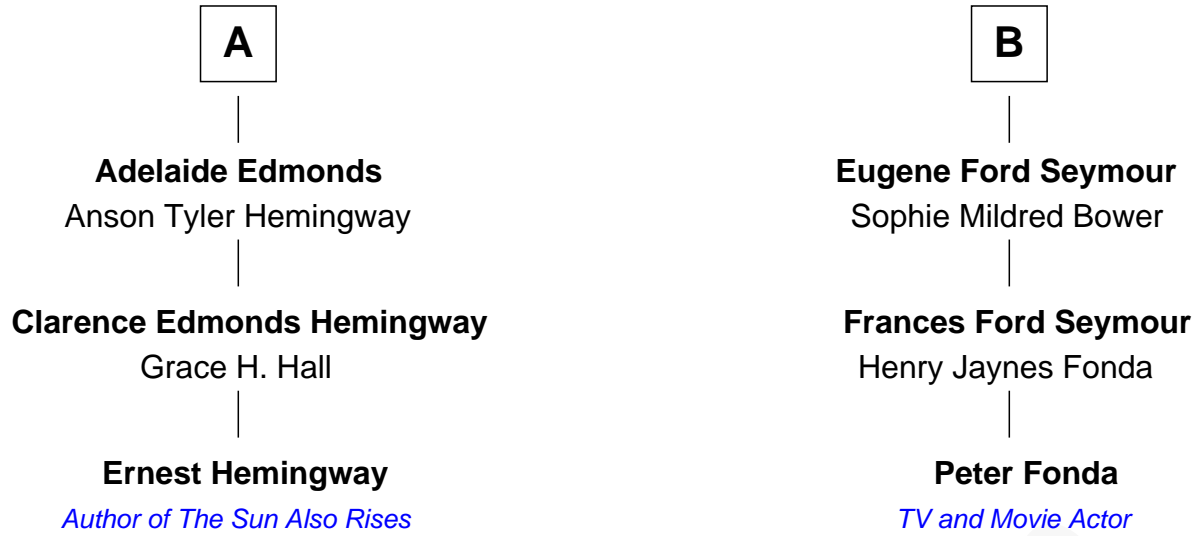 A
Adelaide Edmonds
Anson Tyler Hemingway
Clarence Edmonds Hemingway
Grace H. Hall
Ernest Hemingway
Author of The Sun Also Rises
B
Eugene Ford Seymour
Sophie Mildred Bower
Frances Ford Seymour
Henry Jaynes Fonda
Peter Fonda
TV and Movie Actor